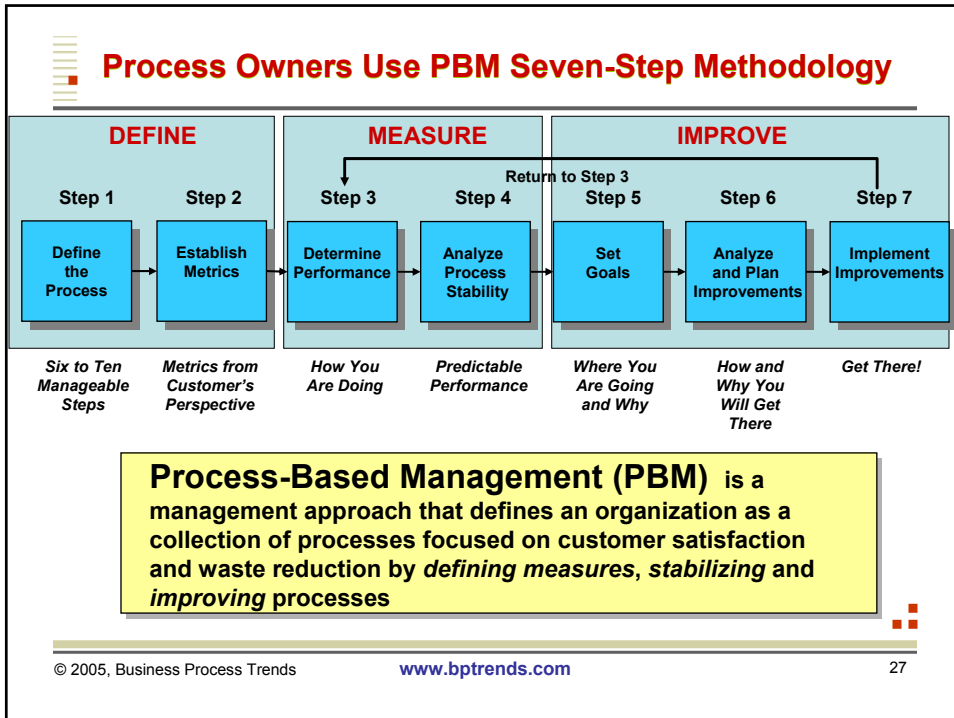 Process Owners Use PBM Seven-Step Methodology
DEFINE
MEASURE
IMPROVE
Return to Step 3
Step 1
Step 2
Step 3
Step 4
Step 5
Step 6
Step 7
Define
the
Process
Establish
Metrics
Determine
Performance
Analyze
Process
Stability
Set
Goals
Analyze
and Plan
Improvements
Implement
Improvements
Six to Ten
Manageable
Steps
Metrics from
Customer's
Perspective
How You
Are Doing
Predictable
Performance
Where You
Are Going
and Why
How and
Why You
Will Get
There
Get There!
Process-Based Management (PBM) is a
management approach that defines an organization as a
collection of processes focused on customer satisfaction
and waste reduction by defining measures, stabilizing and
improving processes
© 2005, Business Process Trends
www.bptrends.com
27